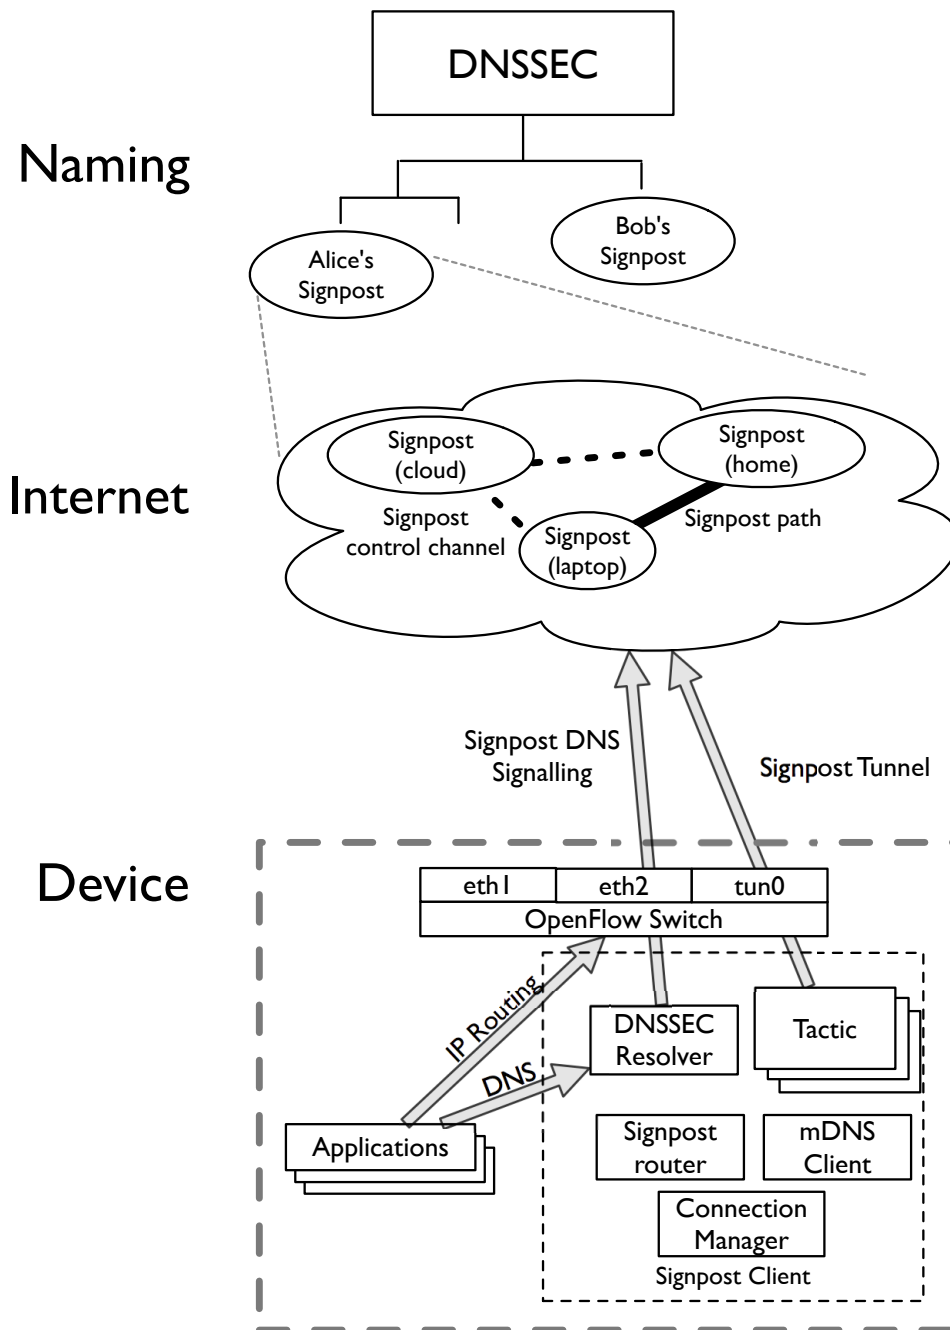 DNSSEC
Naming
Bob's
Signpost
Alice's
Signpost
Internet
Signpost
(cloud)
Signpost
(home)
Signpost
control channel
Signpost path
Signpost
(laptop)
Signpost DNS
Signalling
Signpost Tunnel
Device
eth1
eth2
tun0
OpenFlow Switch
IP Routing
DNS
DNSSEC
Resolver
Tactic
Applications
Signpost
router
mDNS
Client
Connection
Manager
Signpost Client